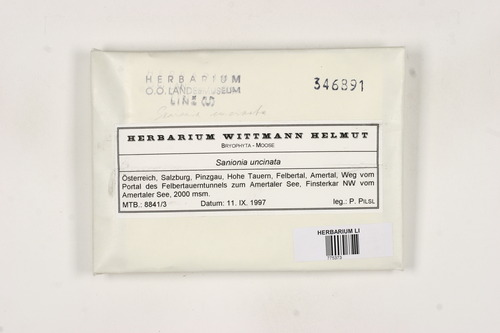 HERBARIUM
O.Ö. LANDESMUSEUM
LINZ
346891
Sanionia uncinata
HERBARIUM WITTMANN HELMUT
BRYOPHYTA - MOOSE
Sanionia uncinata
Österreich, Salzburg, Pinzgau, Hohe Tauern, Felbertal, Amertal, Weg vom
Portal des Felbertauerntunnels zum Amertaler See, Finsterkar NW vom
Amertaler See, 2000 msm.
MTB.: 8841/3 Datum: 11. IX. 1997 leg.: P. PILSL
HERBARIUM LI